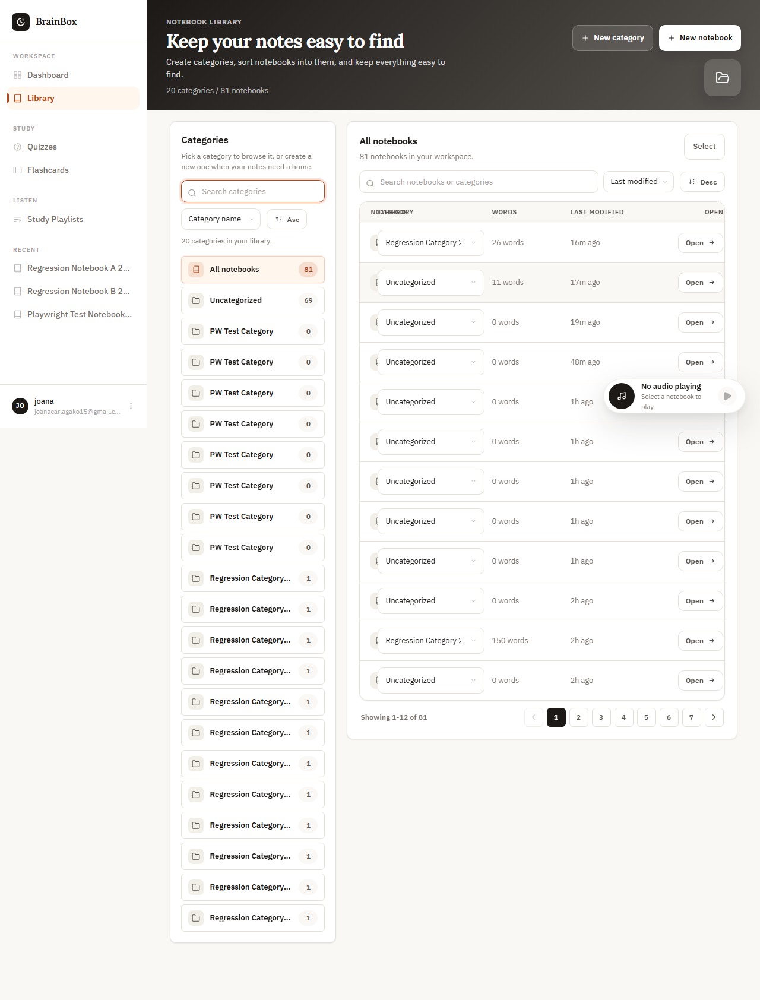 BrainBox
WORKSPACE
Dashboard
Library
STUDY
Quizzes
Flashcards
LISTEN
Study Playlists
RECENT
Regression Notebook A 2...
Regression Notebook B 2...
Playwright Test Notebook...
JO
joana
joanacarlagako15@gmail.c...
NOTEBOOK LIBRARY
Keep your notes easy to find
Create categories, sort notebooks into them, and keep everything easy to
find.
20 categories / 81 notebooks
New category
New notebook
Categories
Pick a category to browse it, or create a
new one when your notes need a home.
Search categories
Category name
Asc
20 categories in your library.
All notebooks 81
Uncategorized 69
PW Test Category 0
PW Test Category 0
PW Test Category 0
PW Test Category 0
PW Test Category 0
PW Test Category 0
PW Test Category 0
PW Test Category 0
Regression Category... 1
Regression Category... 1
Regression Category... 1
Regression Category... 1
Regression Category... 1
Regression Category... 1
Regression Category... 1
Regression Category... 1
Regression Category... 1
Regression Category... 1
Regression Category... 1
Regression Category... 1
All notebooks
81 notebooks in your workspace.
Select
Search notebooks or categories
Last modified
Desc
NOTEBOOK CATEGORY WORDS LAST MODIFIED OPEN
Regression Category 2 26 words 16m ago Open
Uncategorized 11 words 17m ago Open
Uncategorized 0 words 19m ago Open
Uncategorized 0 words 48m ago Open
Uncategorized 0 words 1h ago
Uncategorized 0 words 1h ago Open
Uncategorized 0 words 1h ago Open
Uncategorized 0 words 1h ago Open
Uncategorized 0 words 1h ago Open
Uncategorized 0 words 2h ago Open
Regression Category 2 150 words 2h ago Open
Uncategorized 0 words 2h ago Open
No audio playing
Select a notebook to
play
Showing 1-12 of 81
1 2 3 4 5 6 7